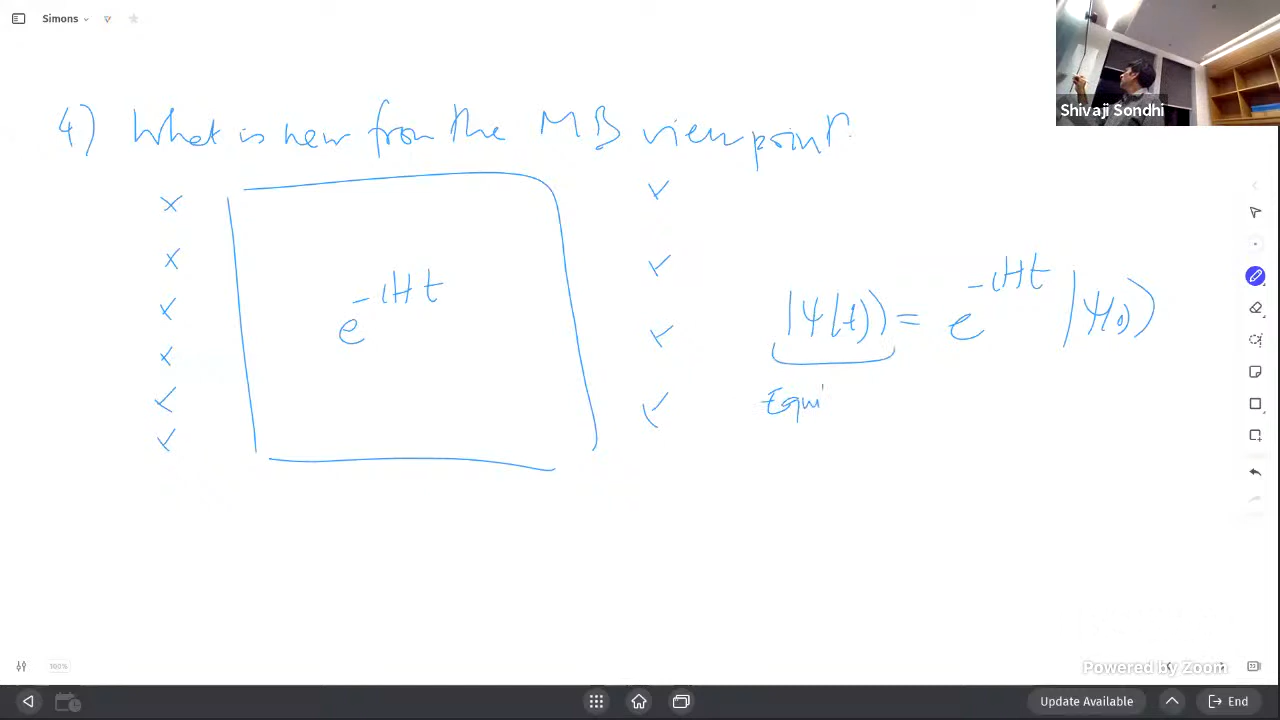 Simons
Shivaji Sondhi
4) What is new from the MB viewpoint.
x ✓
x ✓
x e^{-iHt} |ψ(t)⟩ = e^{-iHt} |ψ(0)⟩
x ✓
✓ ✓ Equi
✓
100%
Powered by Zoom
Update Available
End